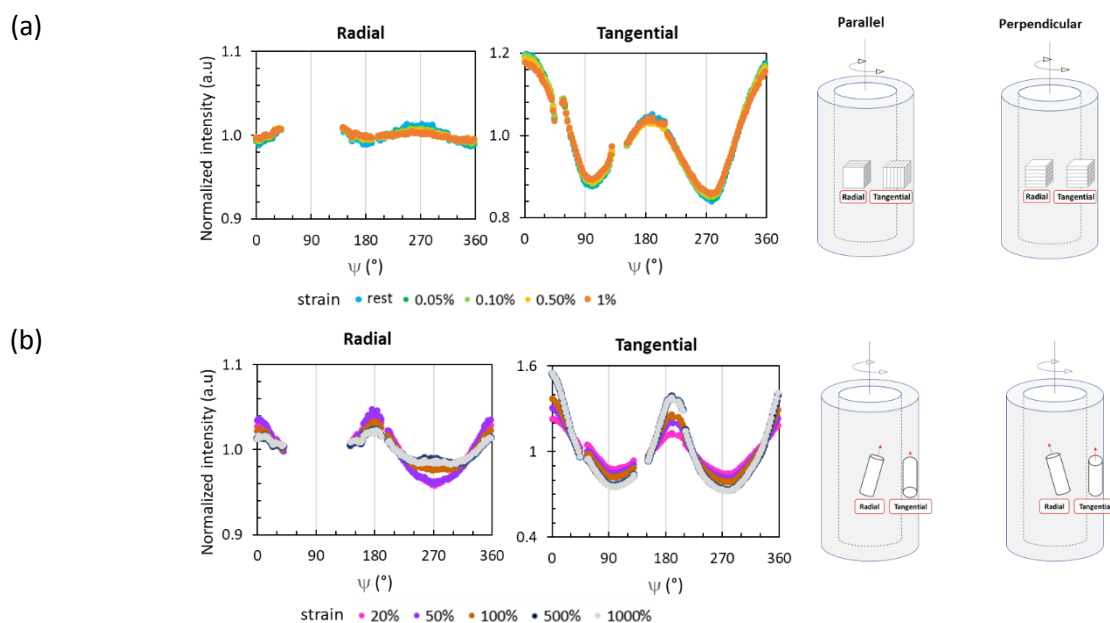 (a)
Radial
Tangential
Parallel
Perpendicular
Normalized intensity (a.u)
1.1
1.0
0.9
0 90 180 270 360
ψ (°)
1.2
1.0
0.8
0 90 180 270 360
ψ (°)
Radial Tangential
Radial Tangential
strain rest 0.05% 0.10% 0.50% 1%
(b)
Radial
Tangential
Normalized intensity (a.u)
1.1
1.0
0.9
0 90 180 270 360
ψ (°)
1.6
1
0.4
0 90 180 270 360
ψ (°)
Radial Tangential
Radial Tangential
strain 20% 50% 100% 500% 1000%